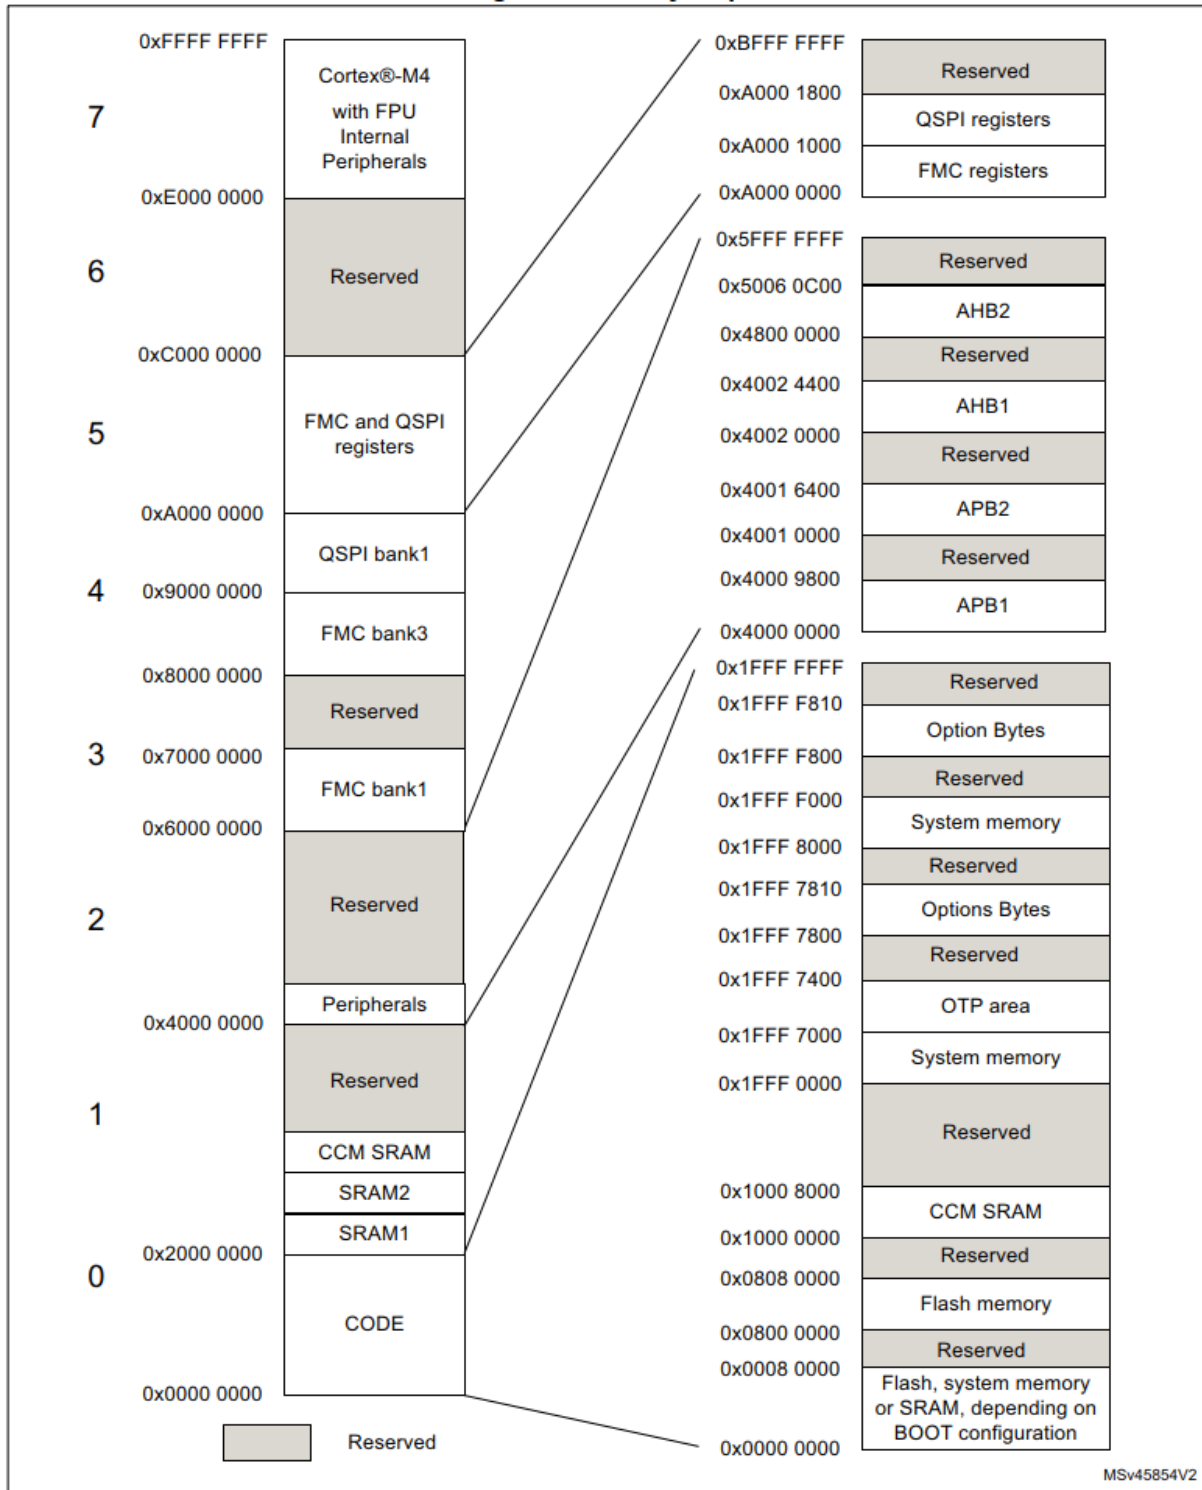 0xFFFF FFFF
Cortex®-M4
with FPU
Internal
Peripherals
7
0xE000 0000
Reserved
6
0xC000 0000
FMC and QSPI
registers
5
0xA000 0000
QSPI bank1
4
0x9000 0000
FMC bank3
0x8000 0000
Reserved
3
0x7000 0000
FMC bank1
0x6000 0000
Reserved
2
Peripherals
0x4000 0000
Reserved
1
CCM SRAM
SRAM2
SRAM1
0x2000 0000
0
CODE
0x0000 0000
Reserved
0xBFFF FFFF
Reserved
0xA000 1800
QSPI registers
0xA000 1000
FMC registers
0xA000 0000
0x5FFF FFFF
Reserved
0x5006 0C00
AHB2
0x4800 0000
Reserved
0x4002 4400
AHB1
0x4002 0000
Reserved
0x4001 6400
APB2
0x4001 0000
Reserved
0x4000 9800
APB1
0x4000 0000
0x1FFF FFFF
Reserved
0x1FFF F810
Option Bytes
0x1FFF F800
Reserved
0x1FFF F000
System memory
0x1FFF 8000
Reserved
0x1FFF 7810
Options Bytes
0x1FFF 7800
Reserved
0x1FFF 7400
OTP area
0x1FFF 7000
System memory
0x1FFF 0000
Reserved
0x1000 8000
CCM SRAM
0x1000 0000
Reserved
0x0808 0000
Flash memory
0x0800 0000
Reserved
0x0008 0000
Flash, system memory
or SRAM, depending on
BOOT configuration
0x0000 0000
MSv45854V2